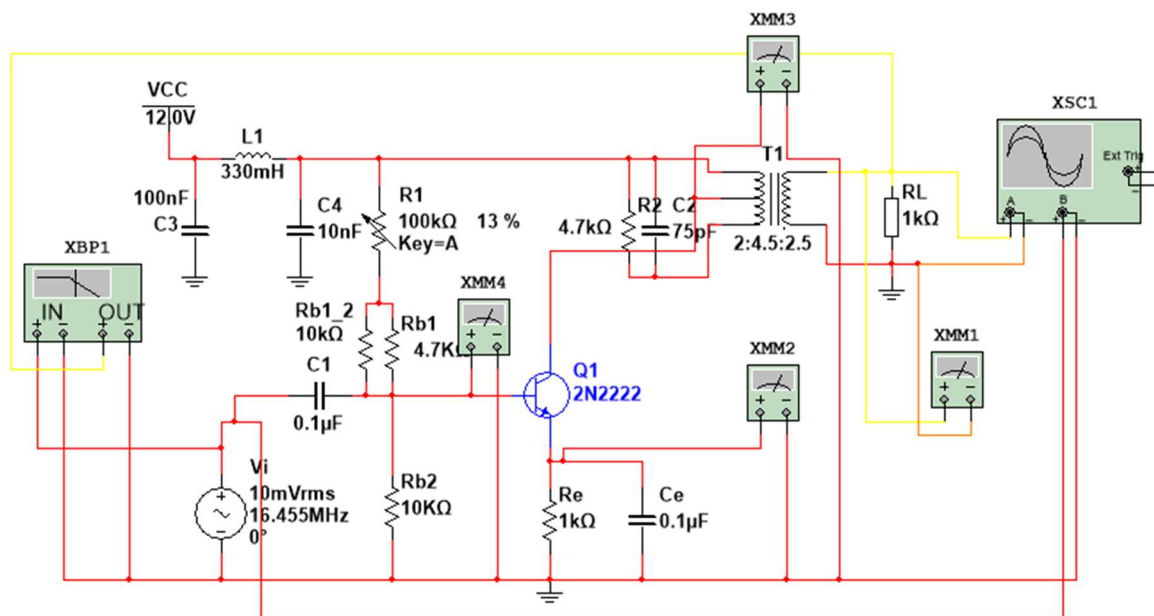 XMM3
VCC
12.0V
XSC1
L1
330mH
T1
Ext Trig
+
-
100nF
C3
C4
10nF
R1
100kΩ
Key=A
13 %
R2
4.7kΩ
C2
75pF
RL
1kΩ
A
B
2:4.5:2.5
XBP1
IN
OUT
XMM4
Rb1_2
10kΩ
Rb1
4.7KΩ
XMM1
XMM2
C1
0.1µF
Q1
2N2222
Vi
10mVrms
16.455MHz
0°
Rb2
10KΩ
Re
1kΩ
Ce
0.1µF